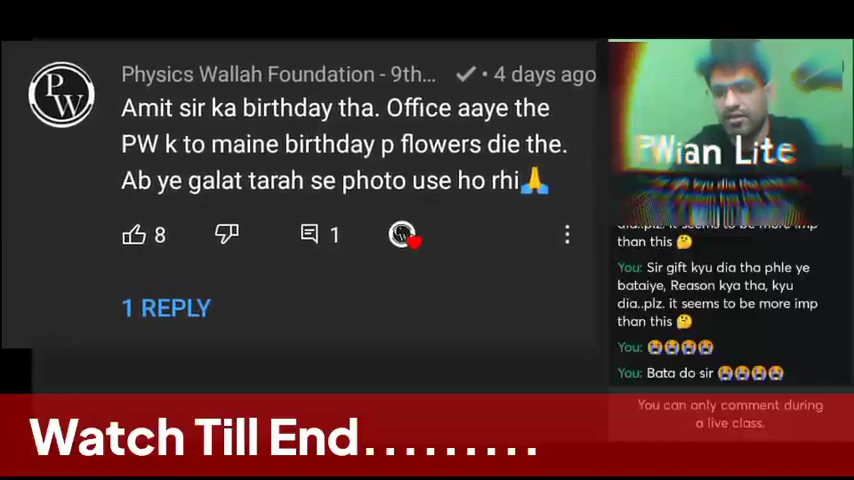 PW
Physics Wallah Foundation - 9th... • 4 days ago
Amit sir ka birthday tha. Office aaye the
PW k to maine birthday p flowers die the.
Ab ye galat tarah se photo use ho rhi🙏
8
1
1 REPLY
PWian Lite
than this 🤔
You: Sir gift kyu dia tha phle ye
bataiye, Reason kya tha, kyu
dia..plz. it seems to be more imp
than this 🤔
You: 😭😭😭😭
You: Bata do sir 😭😭😭😭
You can only comment during
a live class.
Watch Till End.........